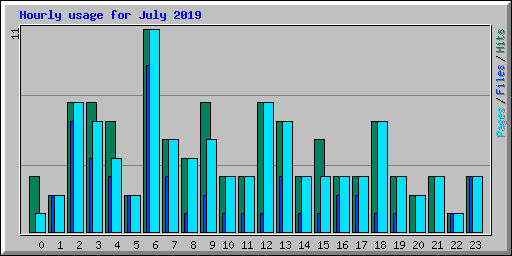 Hourly usage for July 2019
11
Pages/Files/Hits
0 1 2 3 4 5 6 7 8 9 10 11 12 13 14 15 16 17 18 19 20 21 22 23